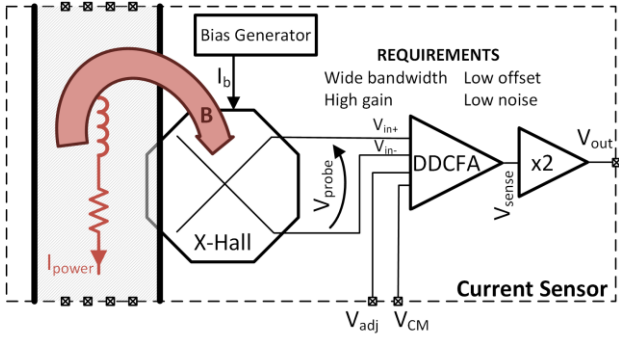 Bias Generator
I_b
REQUIREMENTS
Wide bandwidth Low offset
High gain Low noise
B
V_in+
V_in-
V_probe
DDCFA
V_sense
x2
V_out
X-Hall
I_power
Current Sensor
V_adj
V_CM